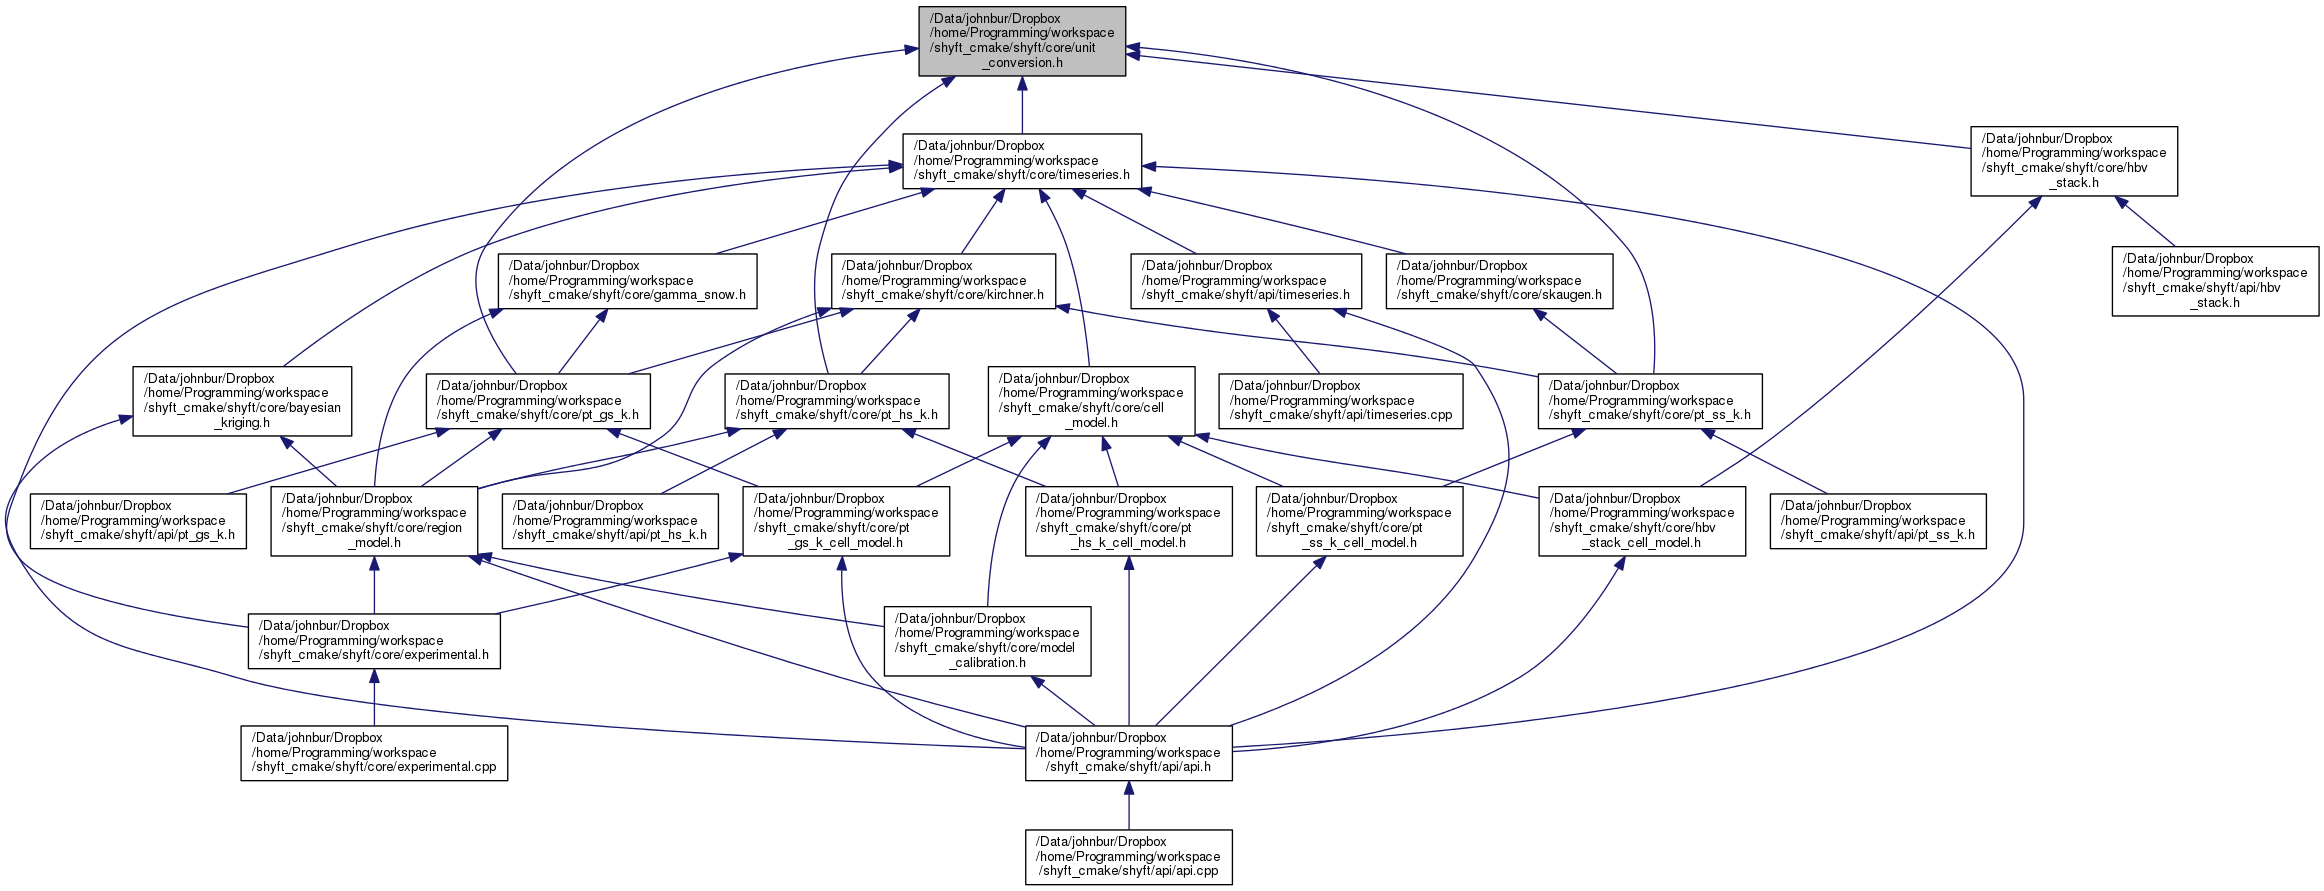 /Data/johnbur/Dropbox
/home/Programming/workspace
/shyft_cmake/shyft/core/unit
_conversion.h
/Data/johnbur/Dropbox
/home/Programming/workspace
/shyft_cmake/shyft/core/timeseries.h
/Data/johnbur/Dropbox
/home/Programming/workspace
/shyft_cmake/shyft/core/hbv
_stack.h
/Data/johnbur/Dropbox
/home/Programming/workspace
/shyft_cmake/shyft/core/gamma_snow.h
/Data/johnbur/Dropbox
/home/Programming/workspace
/shyft_cmake/shyft/core/kirchner.h
/Data/johnbur/Dropbox
/home/Programming/workspace
/shyft_cmake/shyft/api/timeseries.h
/Data/johnbur/Dropbox
/home/Programming/workspace
/shyft_cmake/shyft/core/skaugen.h
/Data/johnbur/Dropbox
/home/Programming/workspace
/shyft_cmake/shyft/api/hbv
_stack.h
/Data/johnbur/Dropbox
/home/Programming/workspace
/shyft_cmake/shyft/core/bayesian
_kriging.h
/Data/johnbur/Dropbox
/home/Programming/workspace
/shyft_cmake/shyft/core/pt_gs_k.h
/Data/johnbur/Dropbox
/home/Programming/workspace
/shyft_cmake/shyft/core/pt_hs_k.h
/Data/johnbur/Dropbox
/home/Programming/workspace
/shyft_cmake/shyft/core/cell
_model.h
/Data/johnbur/Dropbox
/home/Programming/workspace
/shyft_cmake/shyft/api/timeseries.cpp
/Data/johnbur/Dropbox
/home/Programming/workspace
/shyft_cmake/shyft/core/pt_ss_k.h
/Data/johnbur/Dropbox
/home/Programming/workspace
/shyft_cmake/shyft/api/pt_gs_k.h
/Data/johnbur/Dropbox
/home/Programming/workspace
/shyft_cmake/shyft/core/region
_model.h
/Data/johnbur/Dropbox
/home/Programming/workspace
/shyft_cmake/shyft/api/pt_hs_k.h
/Data/johnbur/Dropbox
/home/Programming/workspace
/shyft_cmake/shyft/core/pt
_gs_k_cell_model.h
/Data/johnbur/Dropbox
/home/Programming/workspace
/shyft_cmake/shyft/core/pt
_hs_k_cell_model.h
/Data/johnbur/Dropbox
/home/Programming/workspace
/shyft_cmake/shyft/core/pt
_ss_k_cell_model.h
/Data/johnbur/Dropbox
/home/Programming/workspace
/shyft_cmake/shyft/core/hbv
_stack_cell_model.h
/Data/johnbur/Dropbox
/home/Programming/workspace
/shyft_cmake/shyft/api/pt_ss_k.h
/Data/johnbur/Dropbox
/home/Programming/workspace
/shyft_cmake/shyft/core/experimental.h
/Data/johnbur/Dropbox
/home/Programming/workspace
/shyft_cmake/shyft/core/model
_calibration.h
/Data/johnbur/Dropbox
/home/Programming/workspace
/shyft_cmake/shyft/core/experimental.cpp
/Data/johnbur/Dropbox
/home/Programming/workspace
/shyft_cmake/shyft/api/api.h
/Data/johnbur/Dropbox
/home/Programming/workspace
/shyft_cmake/shyft/api/api.cpp